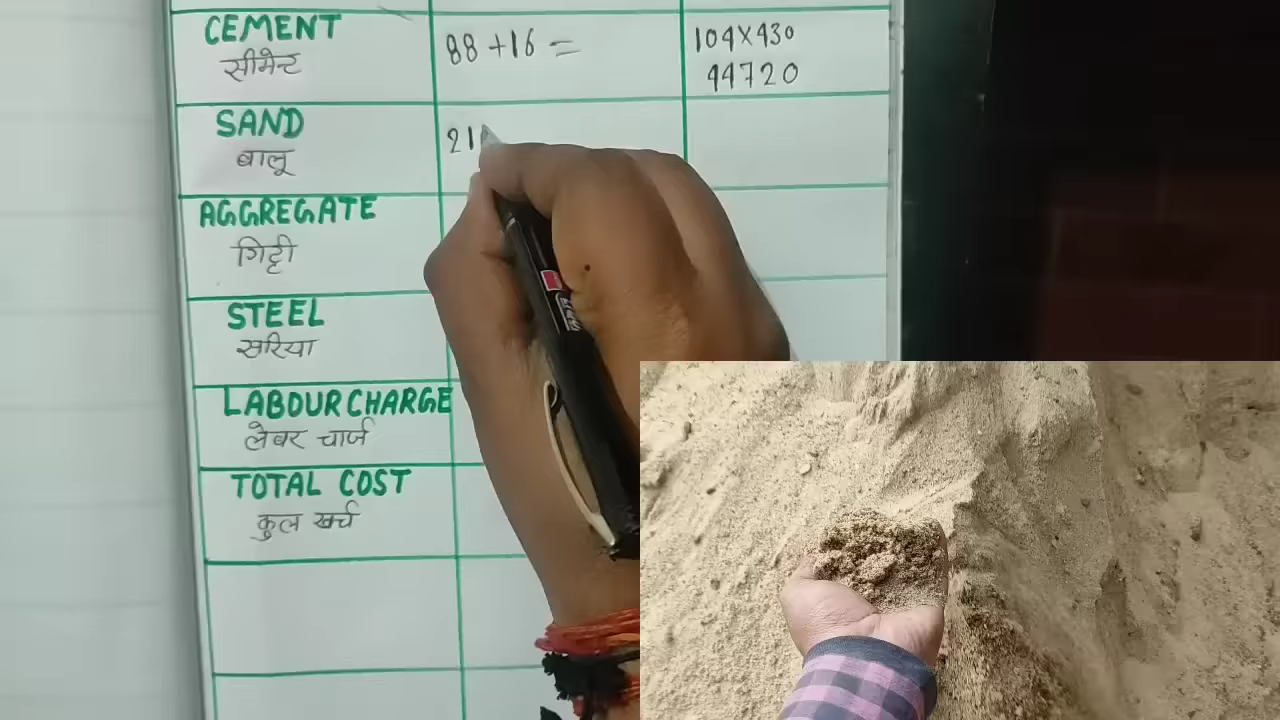 CEMENT
सीमेन्ट
88 + 16 =
104×430
44720
SAND
बालू
21
AGGREGATE
गिट्टी
STEEL
सरिया
LABOUR CHARGE
लेबर चार्ज
TOTAL COST
कुल खर्च